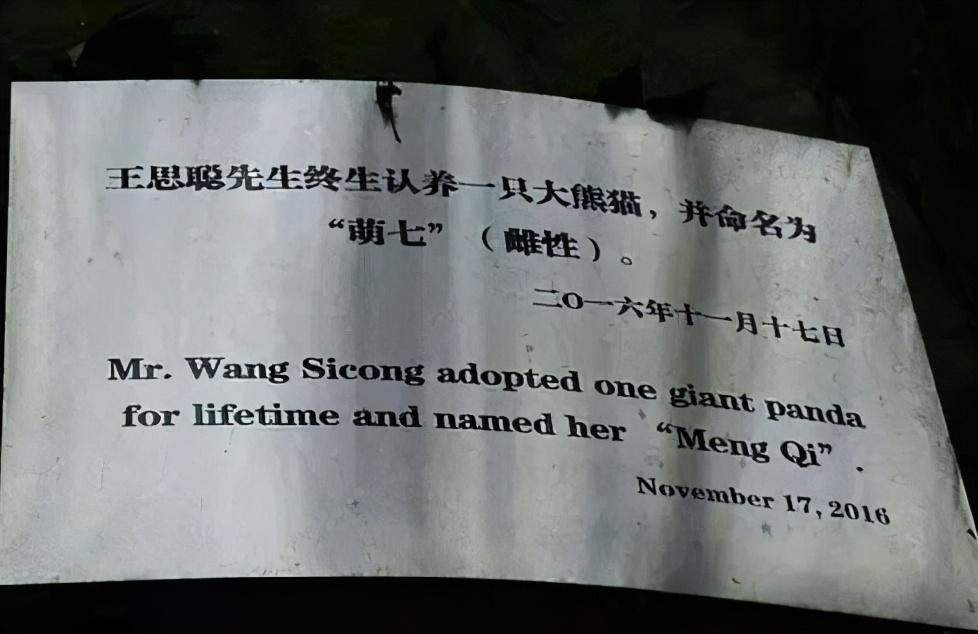 王思聪先生终生认养一只大熊猫，并命名为
“萌七”（雌性）。
二O一六年十一月十七日
Mr. Wang Sicong adopted one giant panda
for lifetime and named her “Meng Qi”.
November 17, 2016